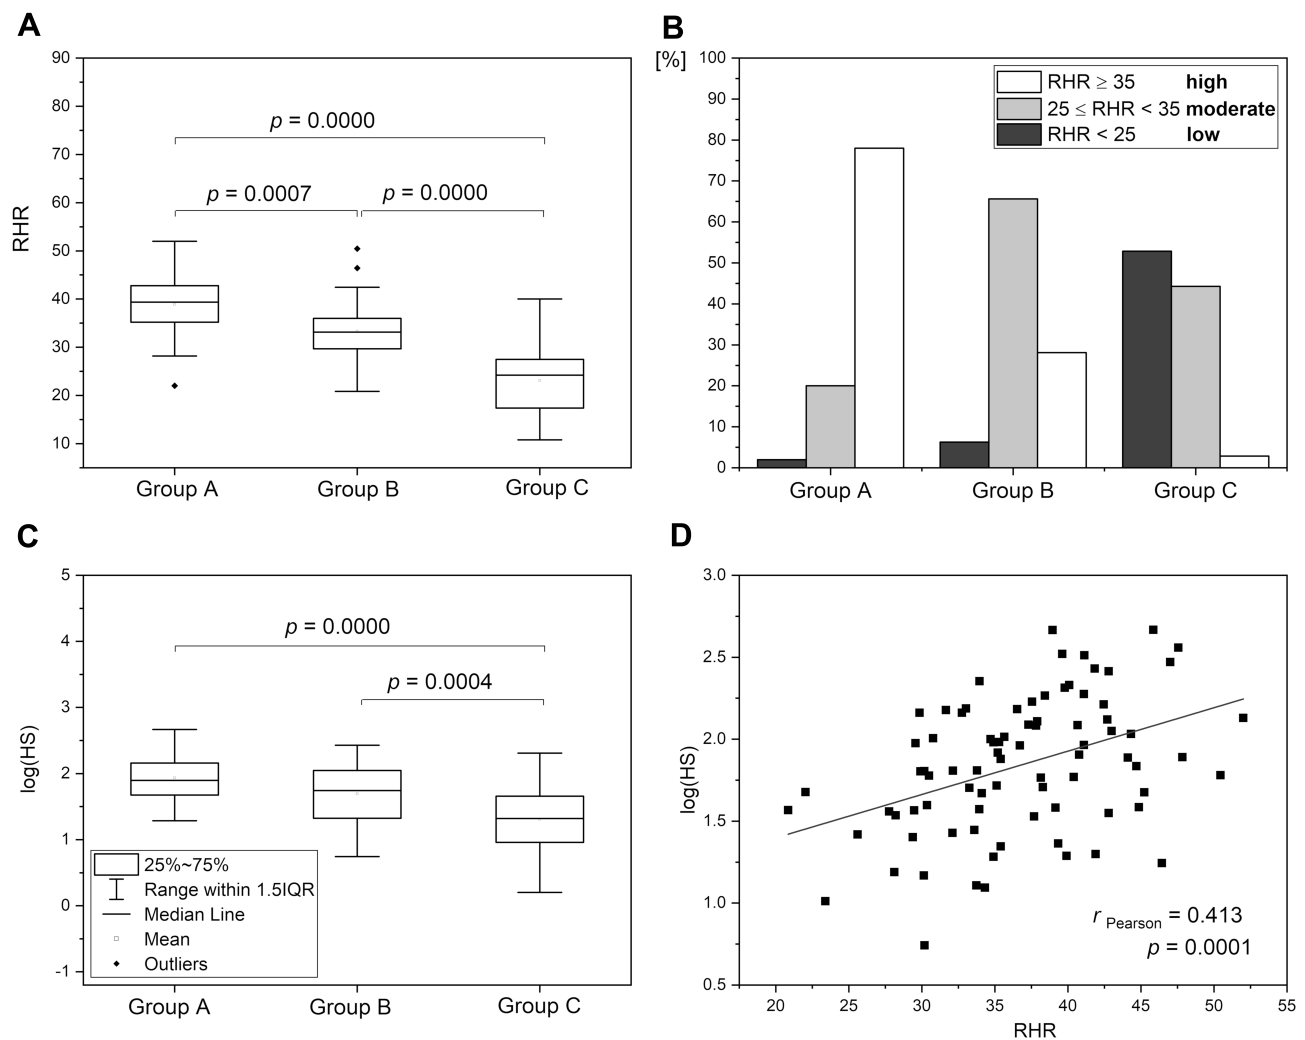 A
90
80
70
60
50
40
30
20
10
RHR
p = 0.0000
p = 0.0007
p = 0.0000
Group A
Group B
Group C
B
[%]
100
90
80
70
60
50
40
30
20
10
0
RHR ≥ 35 high
25 ≤ RHR < 35 moderate
RHR < 25 low
Group A
Group B
Group C
C
5
4
3
2
1
0
-1
log(HS)
p = 0.0000
p = 0.0004
25%~75%
Range within 1.5IQR
Median Line
Mean
Outliers
Group A
Group B
Group C
D
3.0
2.5
2.0
1.5
1.0
0.5
log(HS)
r Pearson = 0.413
p = 0.0001
20
25
30
35
40
45
50
55
RHR